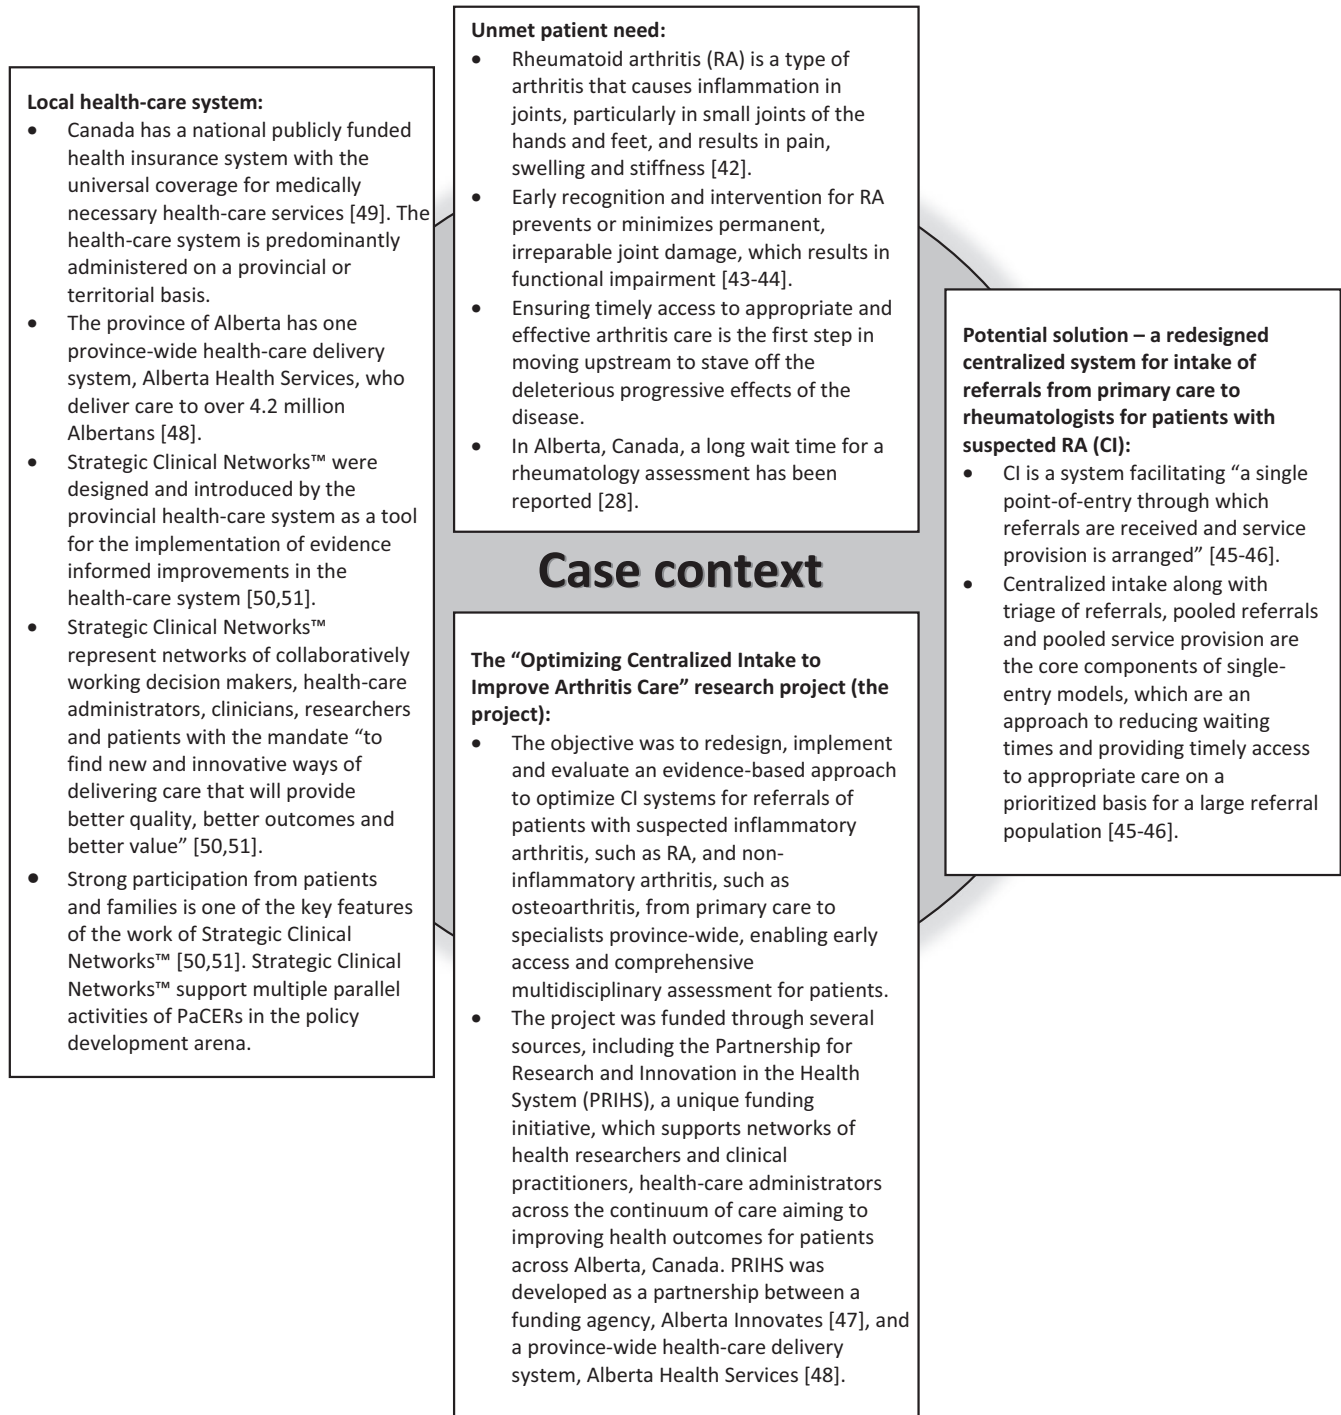 Local health-care system:
• Canada has a national publicly funded
health insurance system with the
universal coverage for medically
necessary health-care services [49]. The
health-care system is predominantly
administered on a provincial or
territorial basis.
• The province of Alberta has one
province-wide health-care delivery
system, Alberta Health Services, who
deliver care to over 4.2 million
Albertans [48].
• Strategic Clinical Networks™ were
designed and introduced by the
provincial health-care system as a tool
for the implementation of evidence
informed improvements in the
health-care system [50,51].
• Strategic Clinical Networks™
represent networks of collaboratively
working decision makers, health-care
administrators, clinicians, researchers
and patients with the mandate “to
find new and innovative ways of
delivering care that will provide
better quality, better outcomes and
better value” [50,51].
• Strong participation from patients
and families is one of the key features
of the work of Strategic Clinical
Networks™ [50,51]. Strategic Clinical
Networks™ support multiple parallel
activities of PaCERs in the policy
development arena.
Unmet patient need:
• Rheumatoid arthritis (RA) is a type of
arthritis that causes inflammation in
joints, particularly in small joints of the
hands and feet, and results in pain,
swelling and stiffness [42].
• Early recognition and intervention for RA
prevents or minimizes permanent,
irreparable joint damage, which results in
functional impairment [43-44].
• Ensuring timely access to appropriate and
effective arthritis care is the first step in
moving upstream to stave off the
deleterious progressive effects of the
disease.
• In Alberta, Canada, a long wait time for a
rheumatology assessment has been
reported [28].
Case context
The “Optimizing Centralized Intake to
Improve Arthritis Care” research project (the
project):
• The objective was to redesign, implement
and evaluate an evidence-based approach
to optimize CI systems for referrals of
patients with suspected inflammatory
arthritis, such as RA, and non-
inflammatory arthritis, such as
osteoarthritis, from primary care to
specialists province-wide, enabling early
access and comprehensive
multidisciplinary assessment for patients.
• The project was funded through several
sources, including the Partnership for
Research and Innovation in the Health
System (PRIHS), a unique funding
initiative, which supports networks of
health researchers and clinical
practitioners, health-care administrators
across the continuum of care aiming to
improving health outcomes for patients
across Alberta, Canada. PRIHS was
developed as a partnership between a
funding agency, Alberta Innovates [47], and
a province-wide health-care delivery
system, Alberta Health Services [48].
Potential solution – a redesigned
centralized system for intake of
referrals from primary care to
rheumatologists for patients with
suspected RA (CI):
• CI is a system facilitating “a single
point-of-entry through which
referrals are received and service
provision is arranged” [45-46].
• Centralized intake along with
triage of referrals, pooled referrals
and pooled service provision are
the core components of single-
entry models, which are an
approach to reducing waiting
times and providing timely access
to appropriate care on a
prioritized basis for a large referral
population [45-46].